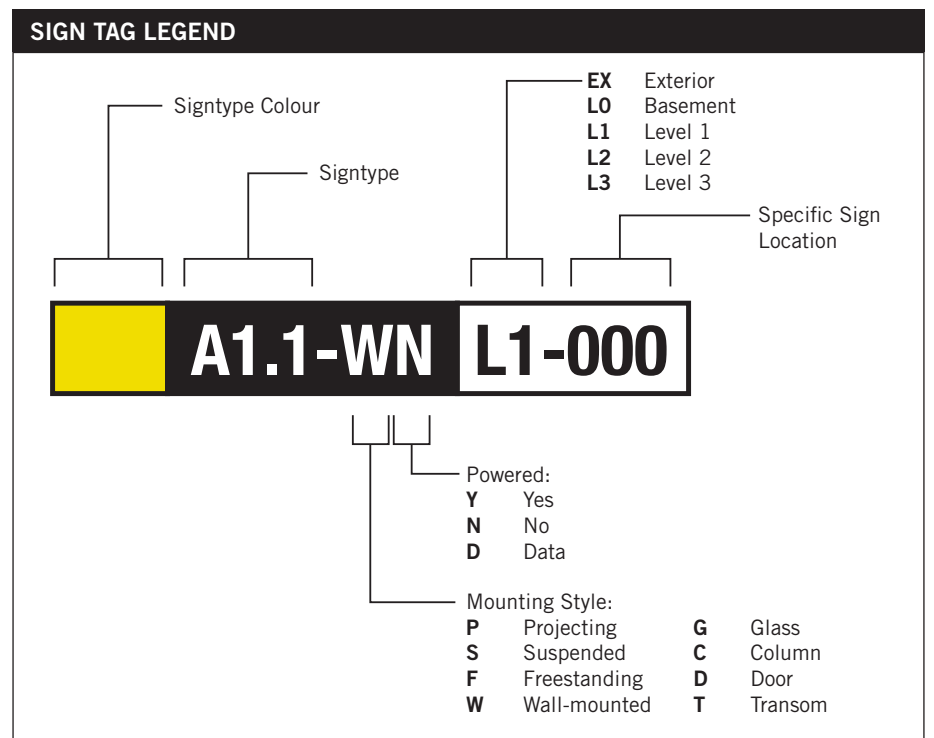 SIGN TAG LEGEND
Signtype Colour
Signtype
EX Exterior
L0 Basement
L1 Level 1
L2 Level 2
L3 Level 3
Specific Sign
Location
A1.1-WN L1-000
Powered:
Y Yes
N No
D Data
Mounting Style:
P Projecting G Glass
S Suspended C Column
F Freestanding D Door
W Wall-mounted T Transom